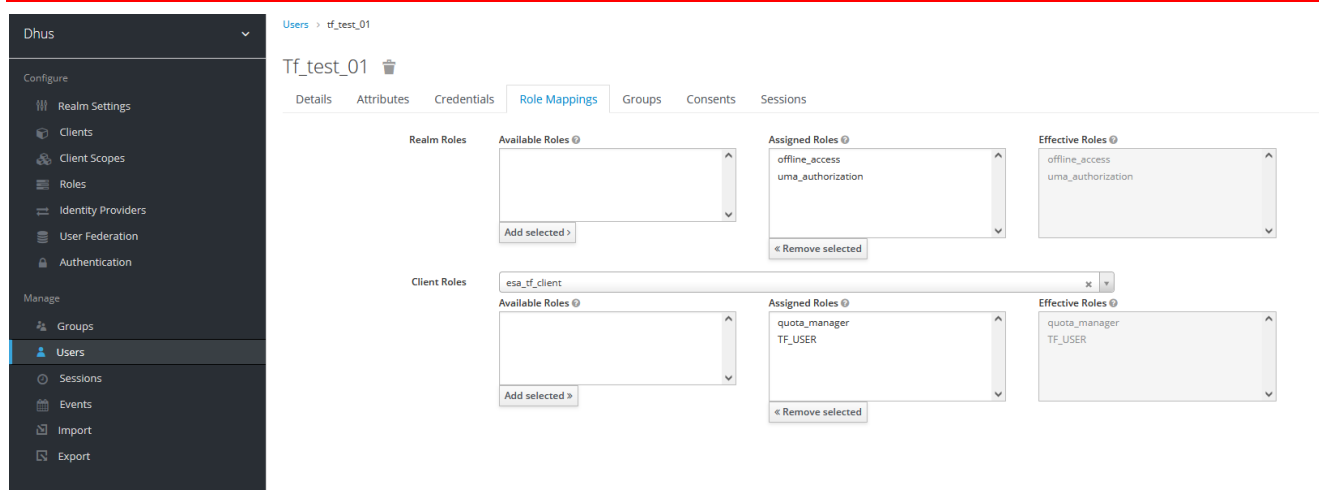 Dhus
Configure
Realm Settings
Clients
Client Scopes
Roles
Identity Providers
User Federation
Authentication
Manage
Groups
Users
Sessions
Events
Import
Export
Users > tf_test_01
Tf_test_01
Details Attributes Credentials Role Mappings Groups Consents Sessions
Realm Roles Available Roles Assigned Roles Effective Roles
offline_access offline_access
uma_authorization uma_authorization
Add selected >
« Remove selected
Client Roles esa_tf_client
Available Roles Assigned Roles Effective Roles
quota_manager quota_manager
TF_USER TF_USER
Add selected »
« Remove selected